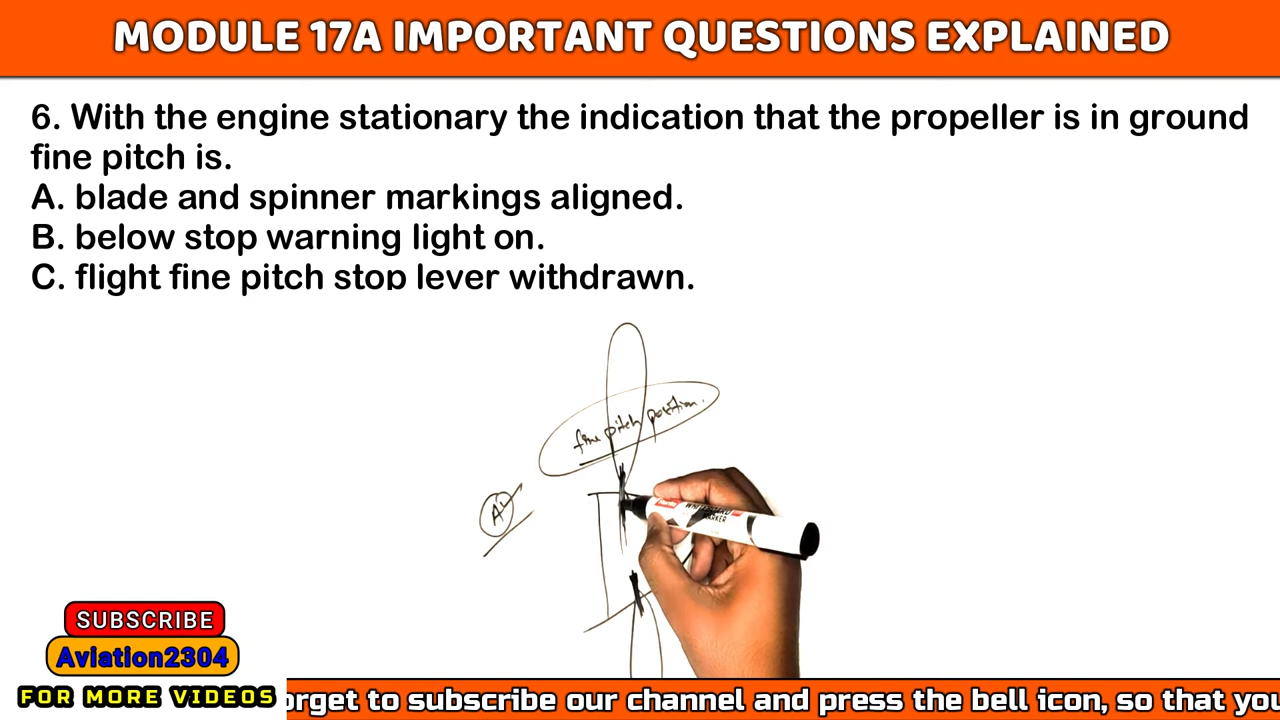 MODULE 17A IMPORTANT QUESTIONS EXPLAINED
6. With the engine stationary the indication that the propeller is in ground
fine pitch is.
A. blade and spinner markings aligned.
B. below stop warning light on.
C. flight fine pitch stop lever withdrawn.
fine pitch position.
A
WHITEBOARD
MARKER
SUBSCRIBE
Aviation2304
FOR MORE VIDEOS
orget to subscribe our channel and press the bell icon, so that you